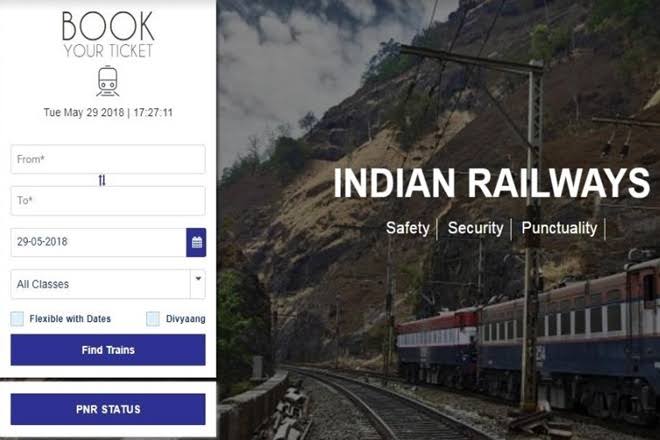 BOOK
YOUR TICKET
Tue May 29 2018 | 17:27:11
From*
To*
29-05-2018
All Classes
Flexible with Dates
Divyaang
Find Trains
PNR STATUS
INDIAN RAILWAYS
Safety | Security | Punctuality |